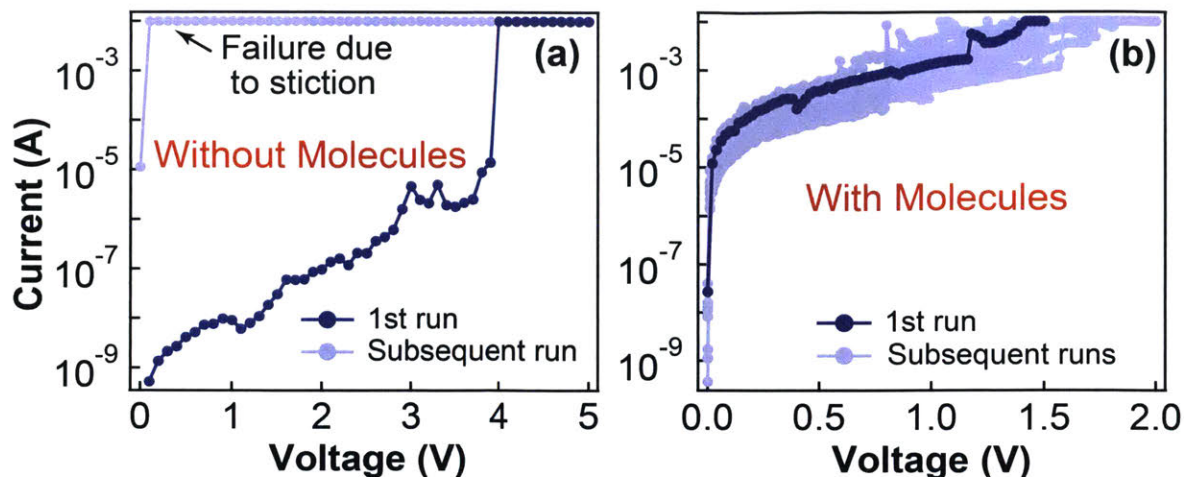 Failure due
to stiction
(a)
Without Molecules
1st run
Subsequent run
Current (A)
10⁻³
10⁻⁵
10⁻⁷
10⁻⁹
0 1 2 3 4 5
Voltage (V)
(b)
With Molecules
1st run
Subsequent runs
10⁻³
10⁻⁵
10⁻⁷
10⁻⁹
0.0 0.5 1.0 1.5 2.0
Voltage (V)